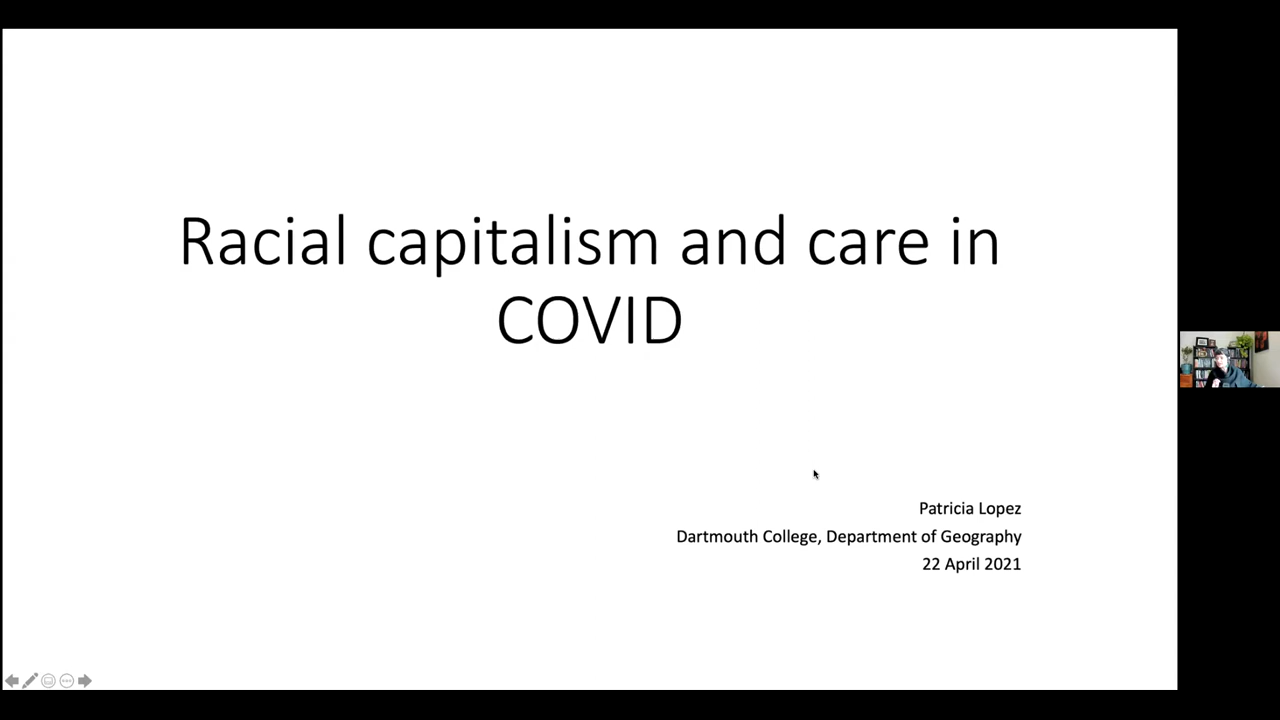 Racial capitalism and care in
COVID
Patricia Lopez
Dartmouth College, Department of Geography
22 April 2021